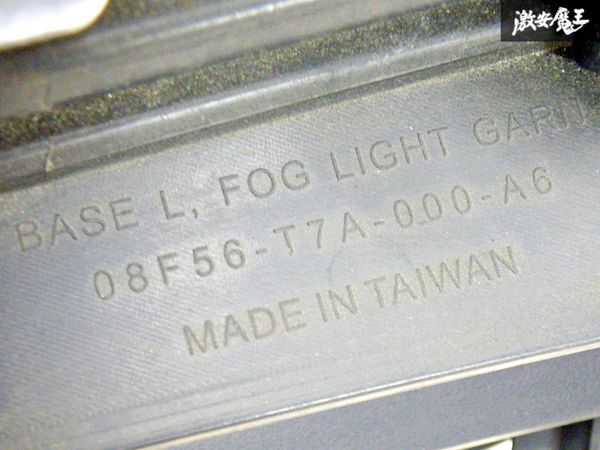 激安魔王
BASE L, FOG LIGHT GARN
08F56-T7A-000-A6
MADE IN TAIWAN